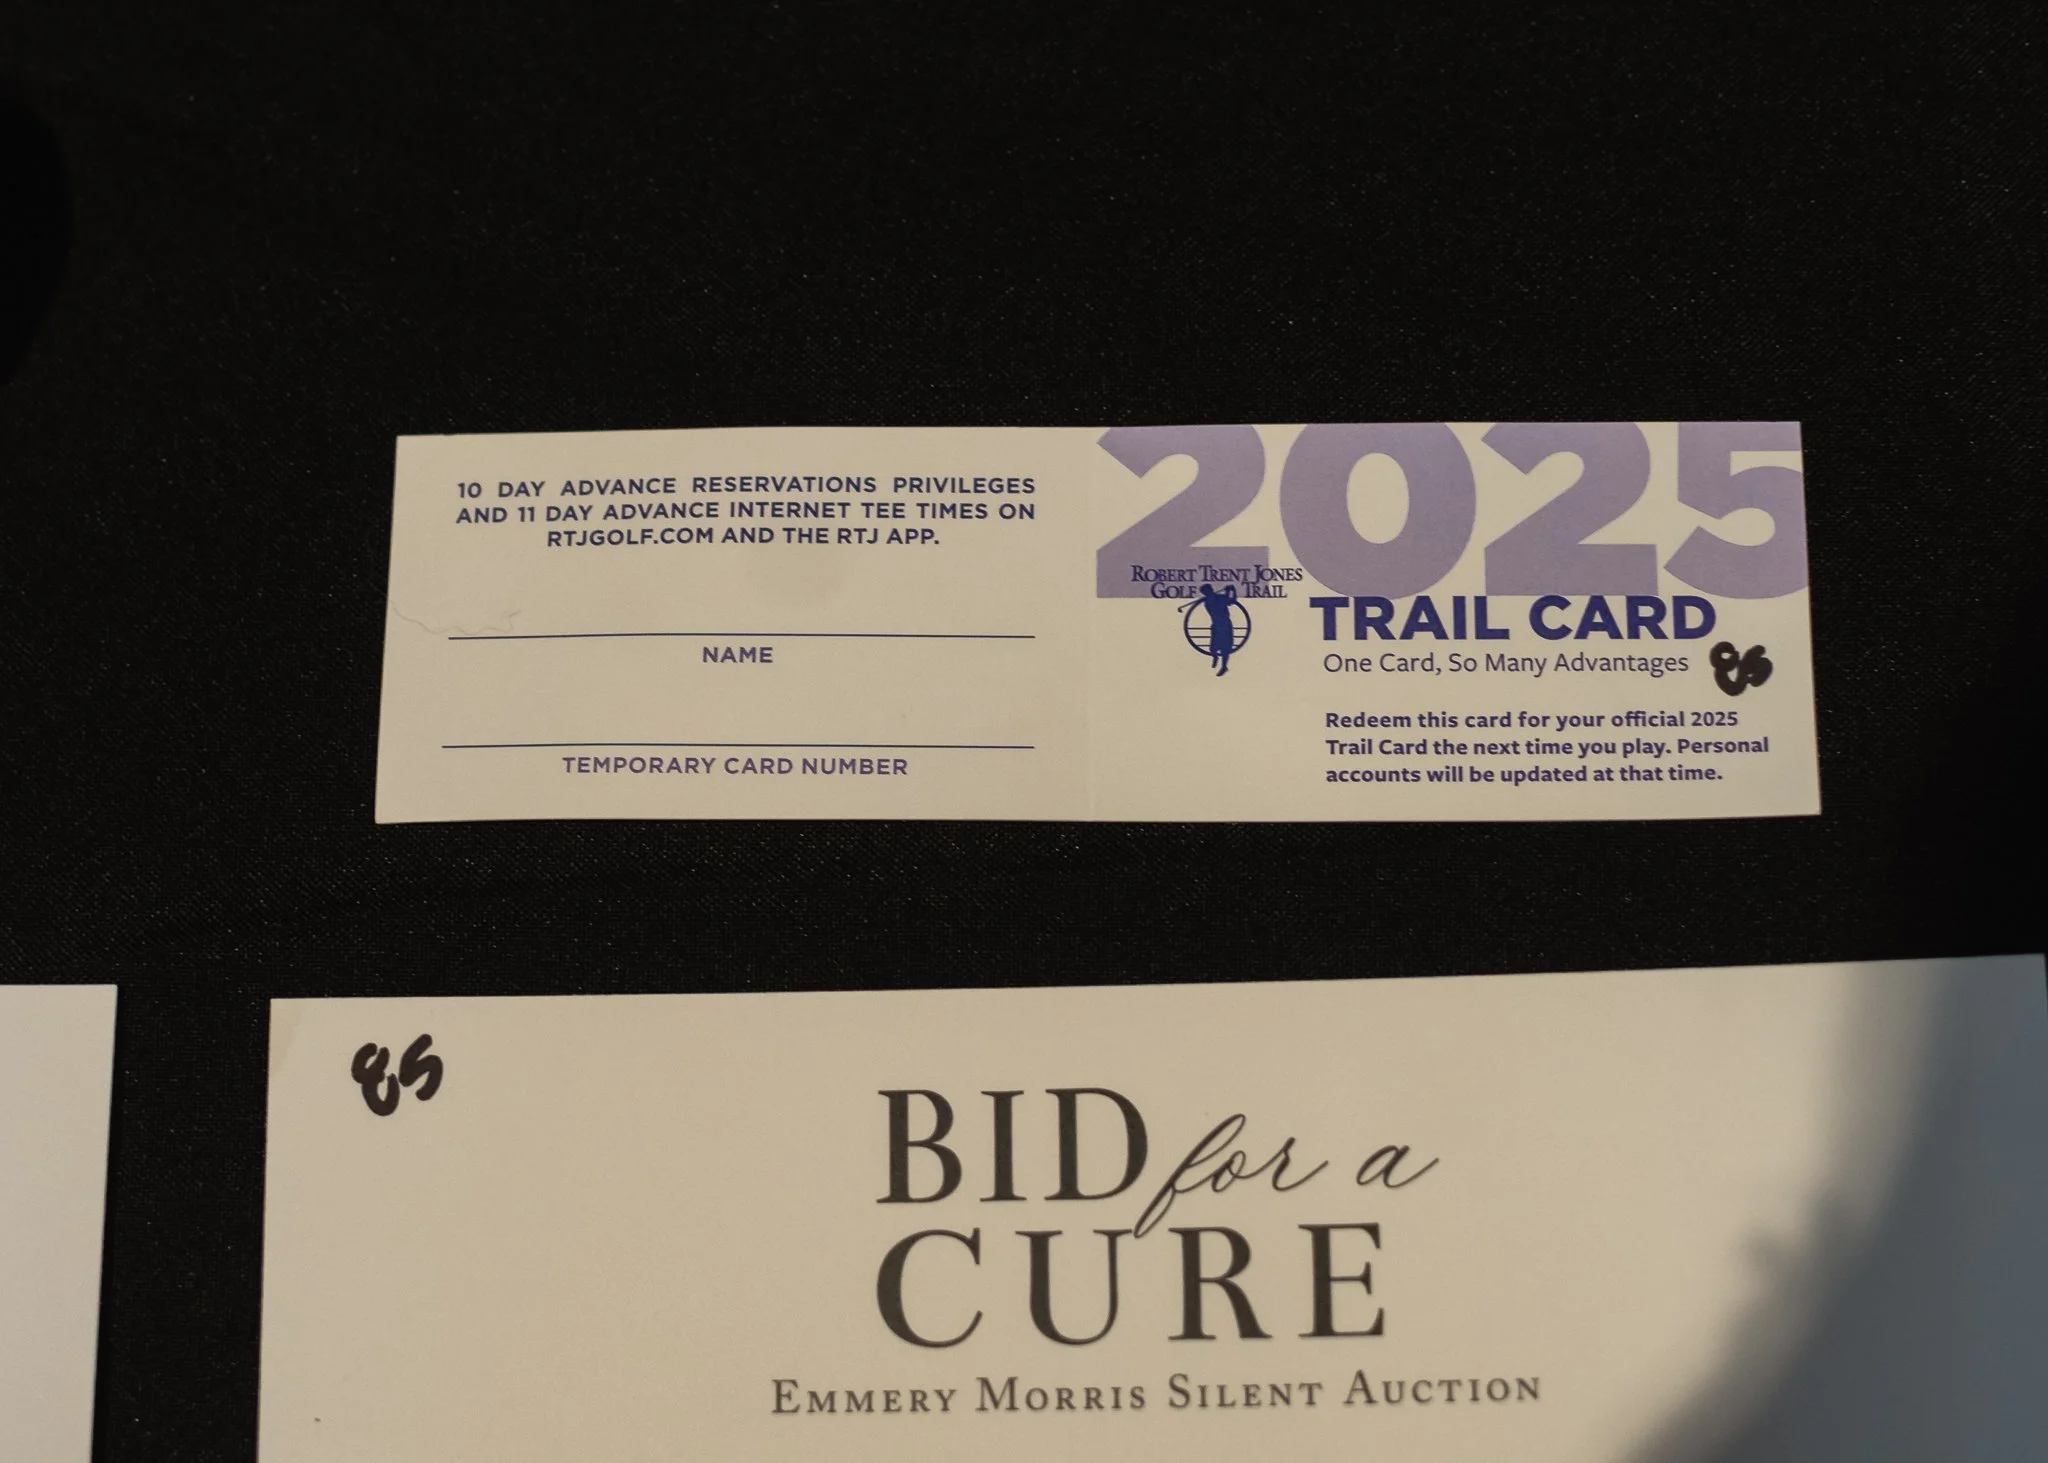 10 DAY ADVANCE RESERVATIONS PRIVILEGES
AND 11 DAY ADVANCE INTERNET TEE TIMES ON
RTJGOLF.COM AND THE RTJ APP.
NAME
TEMPORARY CARD NUMBER
2025
ROBERT TRENT JONES
GOLF TRAIL
TRAIL CARD
One Card, So Many Advantages
Redeem this card for your official 2025
Trail Card the next time you play. Personal
accounts will be updated at that time.
BID for a
CURE
EMMERY MORRIS SILENT AUCTION